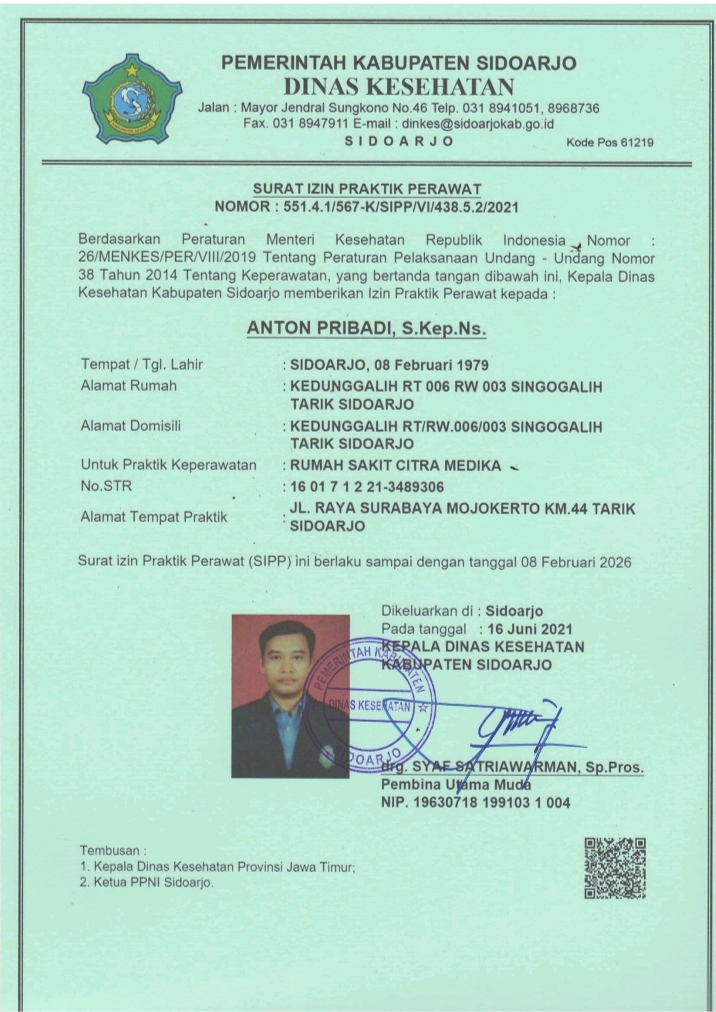 PEMERINTAH KABUPATEN SIDOARJO
DINAS KESEHATAN
Jalan : Mayor Jendral Sungkono No.46 Telp. 031 8941051, 8968736
Fax. 031 8947911 E-mail : dinkes@sidoarjokab.go.id
S I D O A R J O
Kode Pos 61219
SURAT IZIN PRAKTIK PERAWAT
NOMOR : 551.4.1/567-K/SIPP/VI/438.5.2/2021
Berdasarkan Peraturan Menteri Kesehatan Republik Indonesia Nomor :
26/MENKES/PER/VIII/2019 Tentang Peraturan Pelaksanaan Undang - Undang Nomor
38 Tahun 2014 Tentang Keperawatan, yang bertanda tangan dibawah ini, Kepala Dinas
Kesehatan Kabupaten Sidoarjo memberikan Izin Praktik Perawat kepada :
ANTON PRIBADI, S.Kep.Ns.
Tempat / Tgl. Lahir : SIDOARJO, 08 Februari 1979
Alamat Rumah : KEDUNGGALIH RT 006 RW 003 SINGOGALIH
TARIK SIDOARJO
Alamat Domisili : KEDUNGGALIH RT/RW.006/003 SINGOGALIH
TARIK SIDOARJO
Untuk Praktik Keperawatan : RUMAH SAKIT CITRA MEDIKA
No.STR : 16 01 7 1 2 21-3489306
Alamat Tempat Praktik : JL. RAYA SURABAYA MOJOKERTO KM.44 TARIK
SIDOARJO
Surat izin Praktik Perawat (SIPP) ini berlaku sampai dengan tanggal 08 Februari 2026
Dikeluarkan di : Sidoarjo
Pada tanggal : 16 Juni 2021
KEPALA DINAS KESEHATAN
KABUPATEN SIDOARJO
PEMERINTAH KABUPATEN
DINAS KESEHATAN
SIDOARJO
drg. SYAF SATRIAWARMAN, Sp.Pros.
Pembina Utama Muda
NIP. 19630718 199103 1 004
Tembusan :
1. Kepala Dinas Kesehatan Provinsi Jawa Timur;
2. Ketua PPNI Sidoarjo.